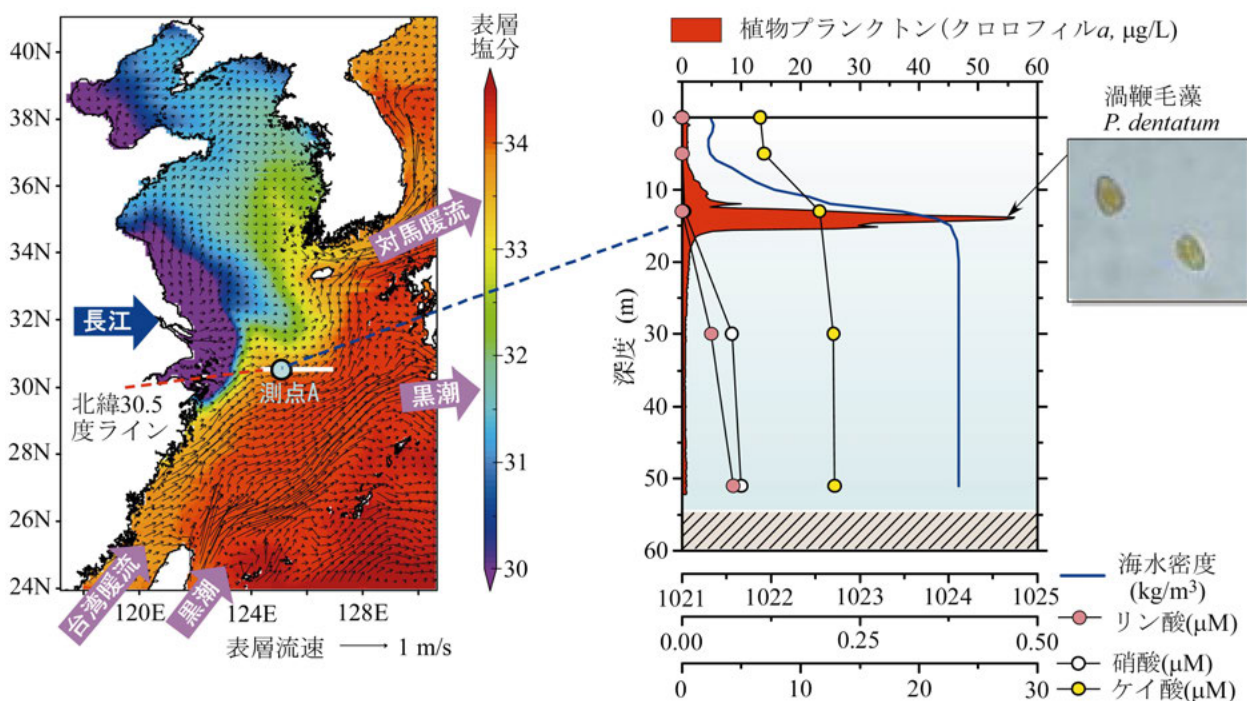 表層
塩分
40N
38N
36N
34N
32N
30N
28N
26N
24N
120E
124E
128E
34
33
32
31
30
対馬暖流
長江
測点A
黒潮
北緯30.5
度ライン
台湾暖流
黒潮
表層流速 1 m/s
植物プランクトン(クロロフィルa, μg/L)
0 10 20 30 40 50 60
渦鞭毛藻
P. dentatum
0
10
20
30
40
50
60
深度 (m)
1021 1022 1023 1024 1025
0.00 0.25 0.50
0 10 20 30
海水密度
(kg/m³)
リン酸(μM)
硝酸(μM)
ケイ酸(μM)